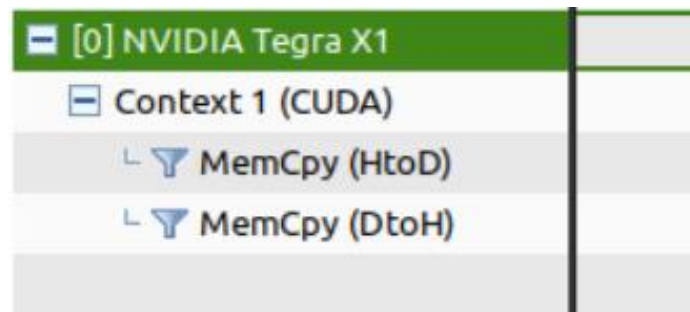 [0] NVIDIA Tegra X1
Context 1 (CUDA)
MemCpy (HtoD)
MemCpy (DtoH)